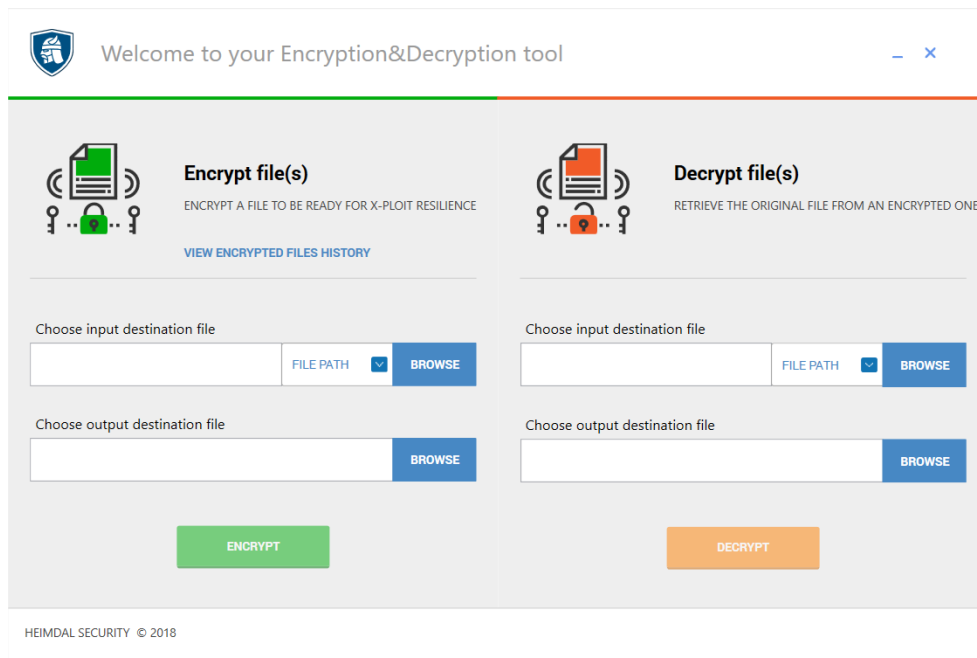 Welcome to your Encryption&Decryption tool
Encrypt file(s)
ENCRYPT A FILE TO BE READY FOR X-PLOIT RESILIENCE
VIEW ENCRYPTED FILES HISTORY
Choose input destination file
FILE PATH
BROWSE
Choose output destination file
BROWSE
ENCRYPT
Decrypt file(s)
RETRIEVE THE ORIGINAL FILE FROM AN ENCRYPTED ONE
Choose input destination file
FILE PATH
BROWSE
Choose output destination file
BROWSE
DECRYPT
HEIMDAL SECURITY © 2018